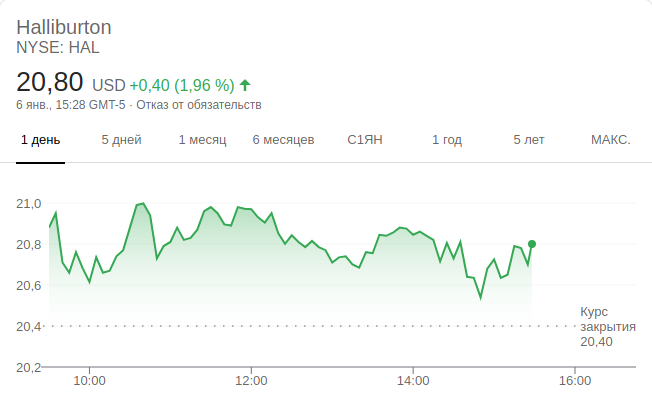 Halliburton
NYSE: HAL
20,80 USD +0,40 (1,96 %)
6 янв., 15:28 GMT-5 · Отказ от обязательств
1 день 5 дней 1 месяц 6 месяцев С1ЯН 1 год 5 лет МАКС.
21,0
20,8
20,6
20,4
20,2
Курс
закрытия
20,40
10:00 12:00 14:00 16:00